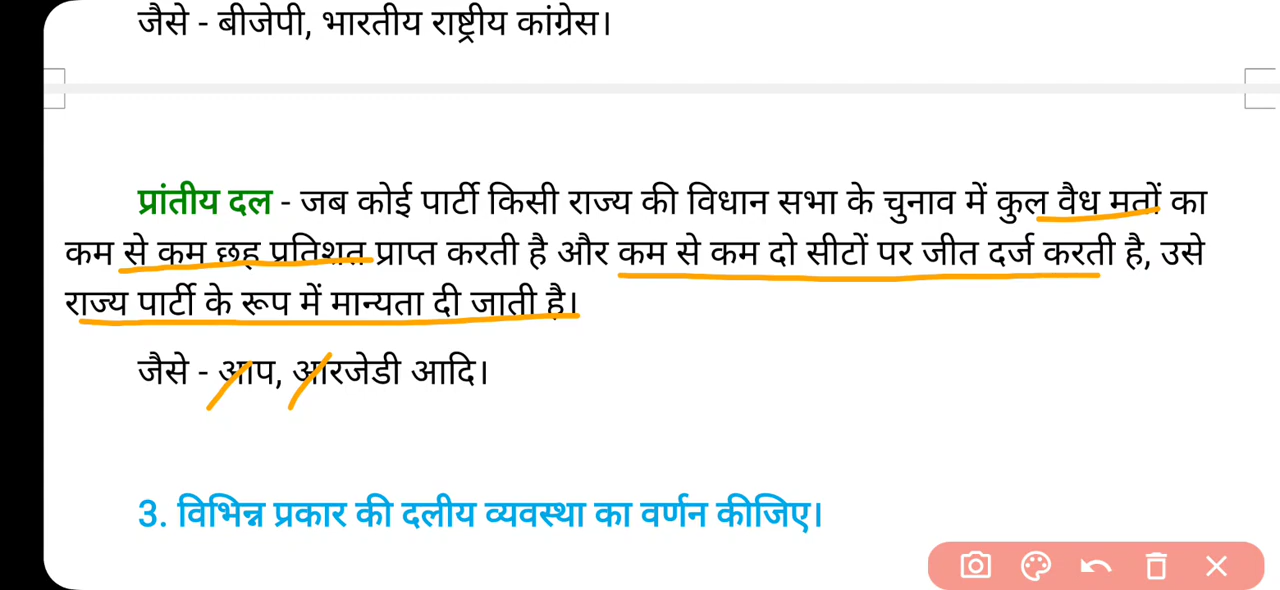 जैसे - बीजेपी, भारतीय राष्ट्रीय कांग्रेस।
प्रांतीय दल - जब कोई पार्टी किसी राज्य की विधान सभा के चुनाव में कुल वैध मतों का
कम से कम छह प्रतिशत प्राप्त करती है और कम से कम दो सीटों पर जीत दर्ज करती है, उसे
राज्य पार्टी के रूप में मान्यता दी जाती है।
जैसे - आप, आरजेडी आदि।
3. विभिन्न प्रकार की दलीय व्यवस्था का वर्णन कीजिए।